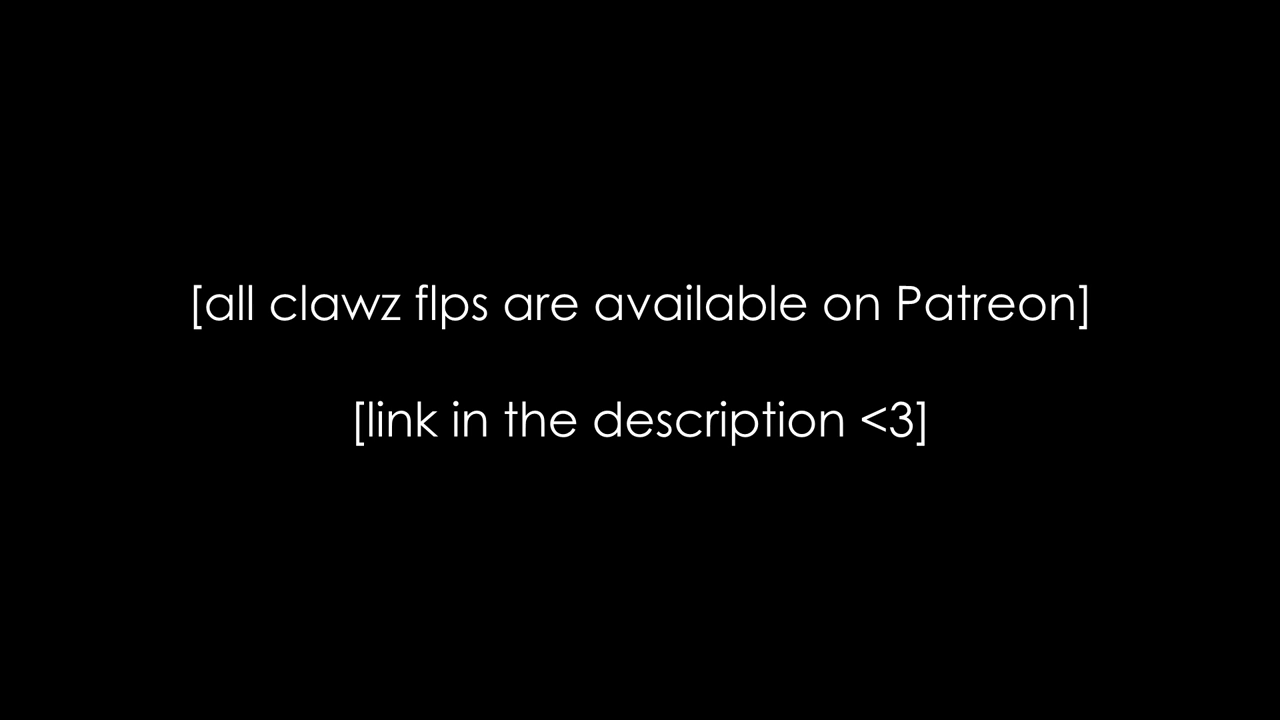 [all clawz flps are available on Patreon]
[link in the description <3]